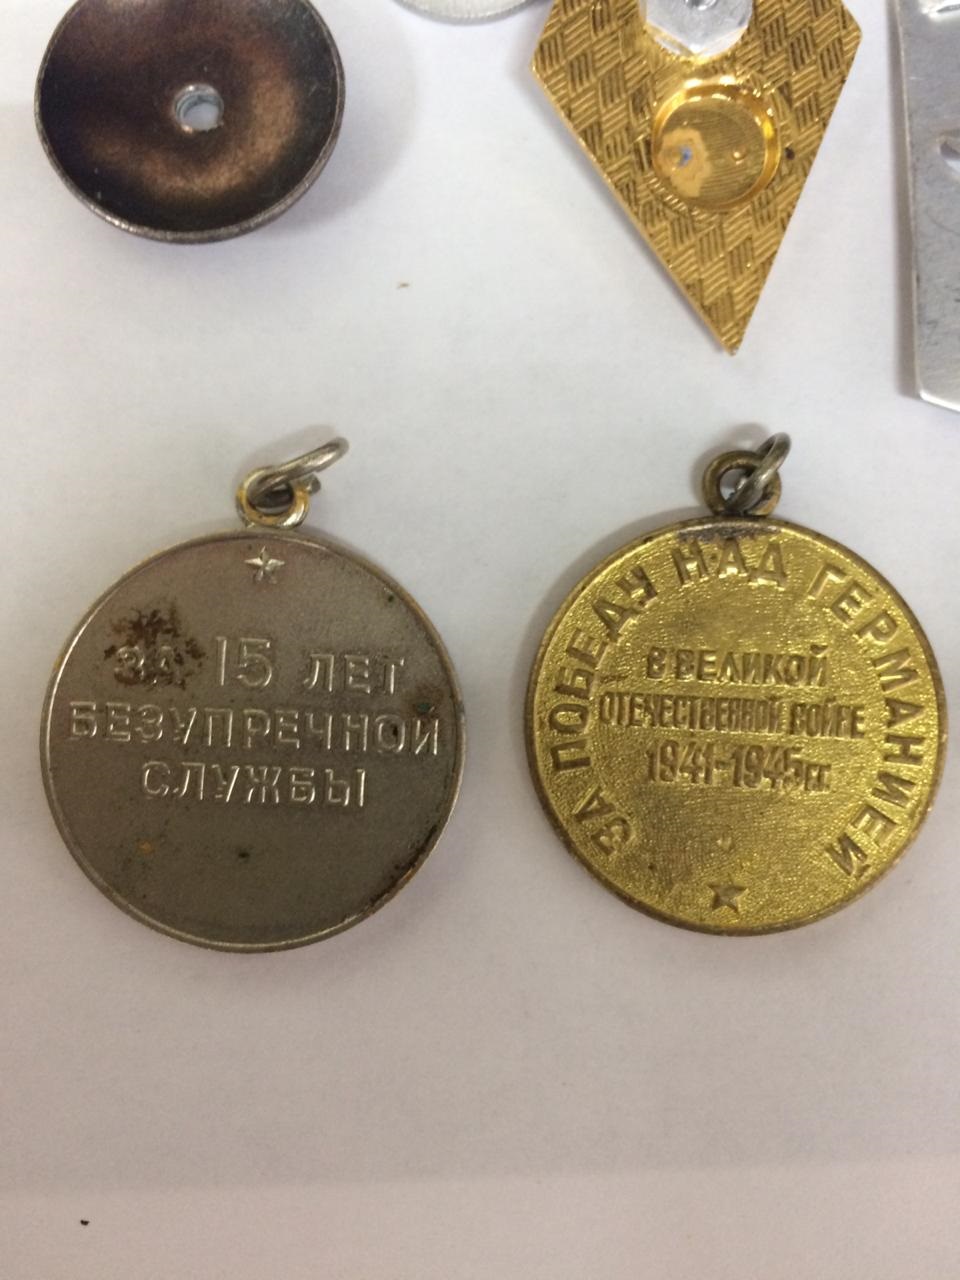 ЗА 15 ЛЕТ
БЕЗУПРЕЧНОЙ
СЛУЖБЫ
ЗА ПОБЕДУ НАД ГЕРМАНИЕЙ
В ВЕЛИКОЙ
ОТЕЧЕСТВЕННОЙ ВОЙНЕ
1941-1945 гг.